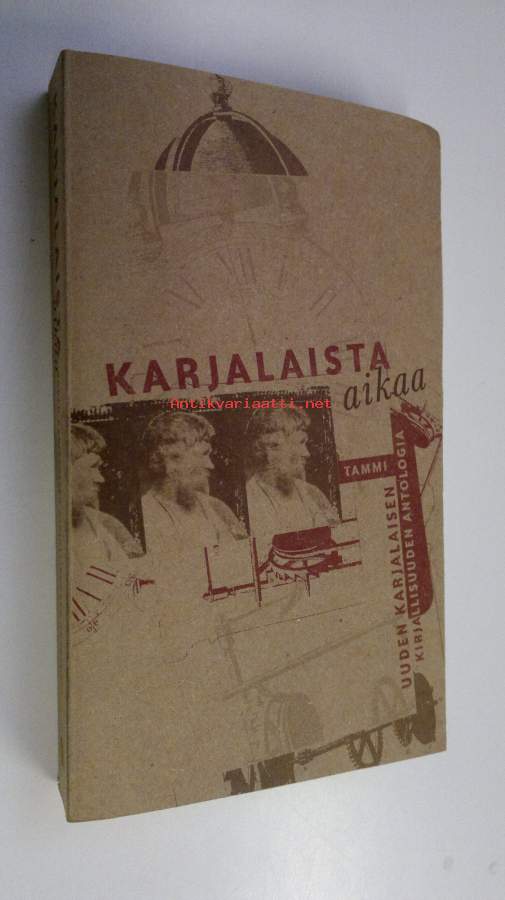 KARJALAISTA
aikaa
Antikvariaatti.net
TAMMI
UUDEN KARJALAISEN
KIRJALLISUUDEN ANTOLOGIA